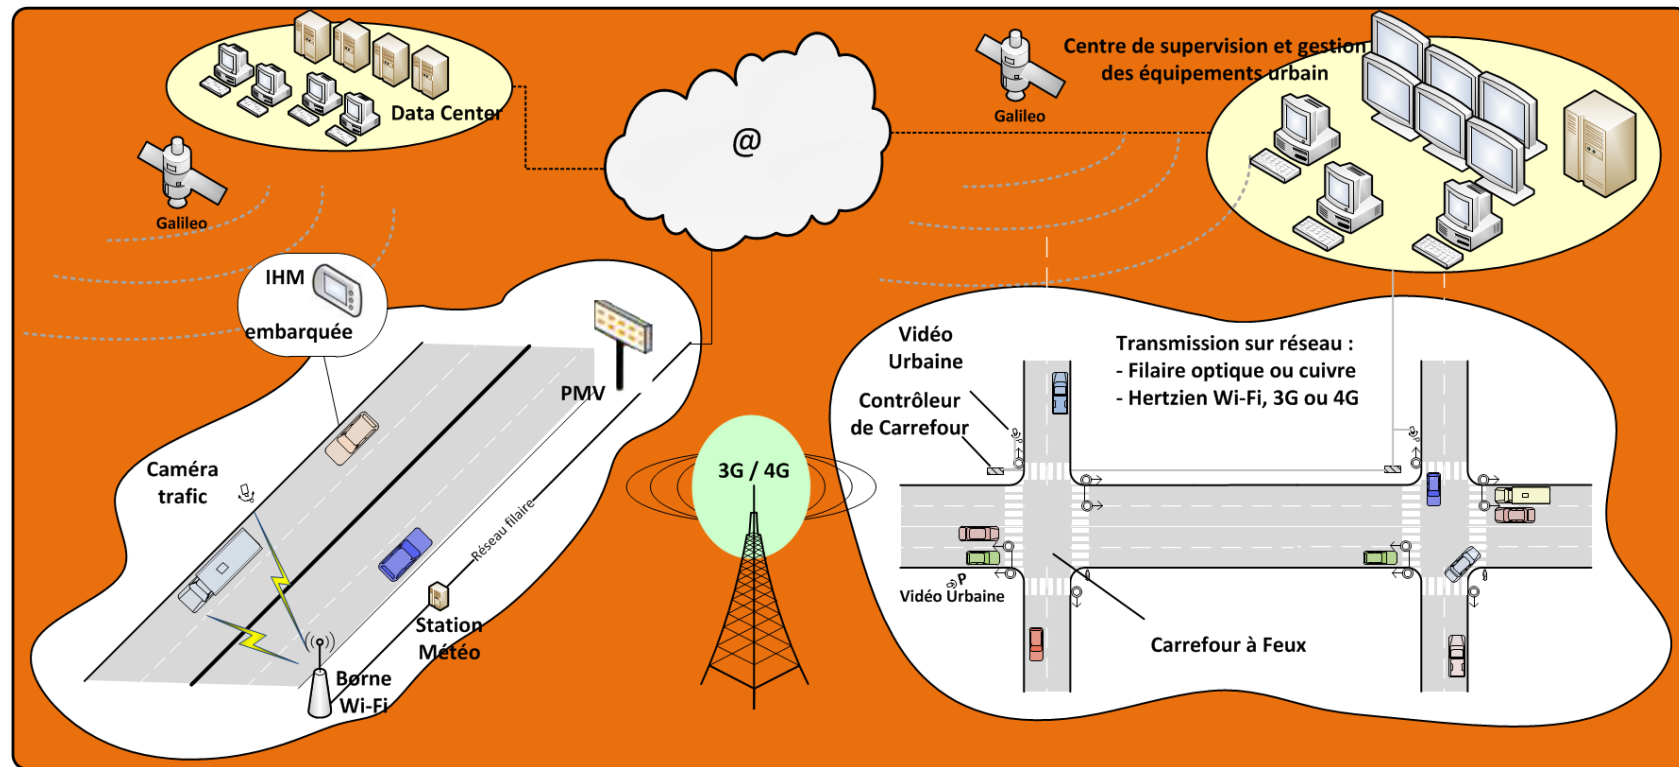 Centre de supervision et gestion
des équipements urbain
Data Center
@
Galileo
Galileo
IHM
embarquée
PMV
Vidéo
Urbaine
Transmission sur réseau :
- Filaire optique ou cuivre
- Hertzien Wi-Fi, 3G ou 4G
Contrôleur
de Carrefour
Caméra
trafic
3G / 4G
Réseau filaire
P
Vidéo Urbaine
Station
Météo
Carrefour à Feux
Borne
Wi-Fi